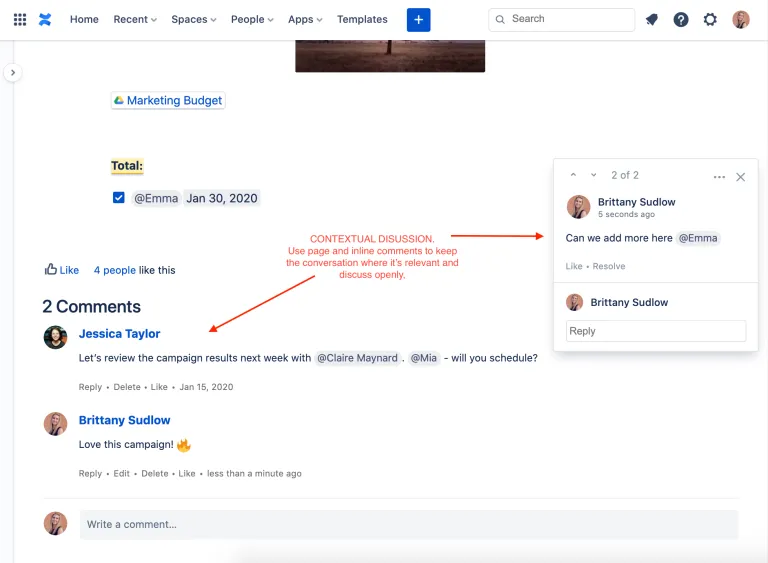 Home Recent Spaces People Apps Templates + Search ?
Marketing Budget
Total:
@Emma Jan 30, 2020
2 of 2
Brittany Sudlow
5 seconds ago
Can we add more here @Emma
Like • Resolve
Brittany Sudlow
Reply
CONTEXTUAL DISUSSION.
Use page and inline comments to keep
the conversation where it's relevant and
discuss openly,
Like 4 people like this
2 Comments
Jessica Taylor
Let's review the campaign results next week with @Claire Maynard . @Mia - will you schedule?
Reply • Delete • Like • Jan 15, 2020
Brittany Sudlow
Love this campaign! 🔥
Reply • Edit • Delete • Like • less than a minute ago
Write a comment...